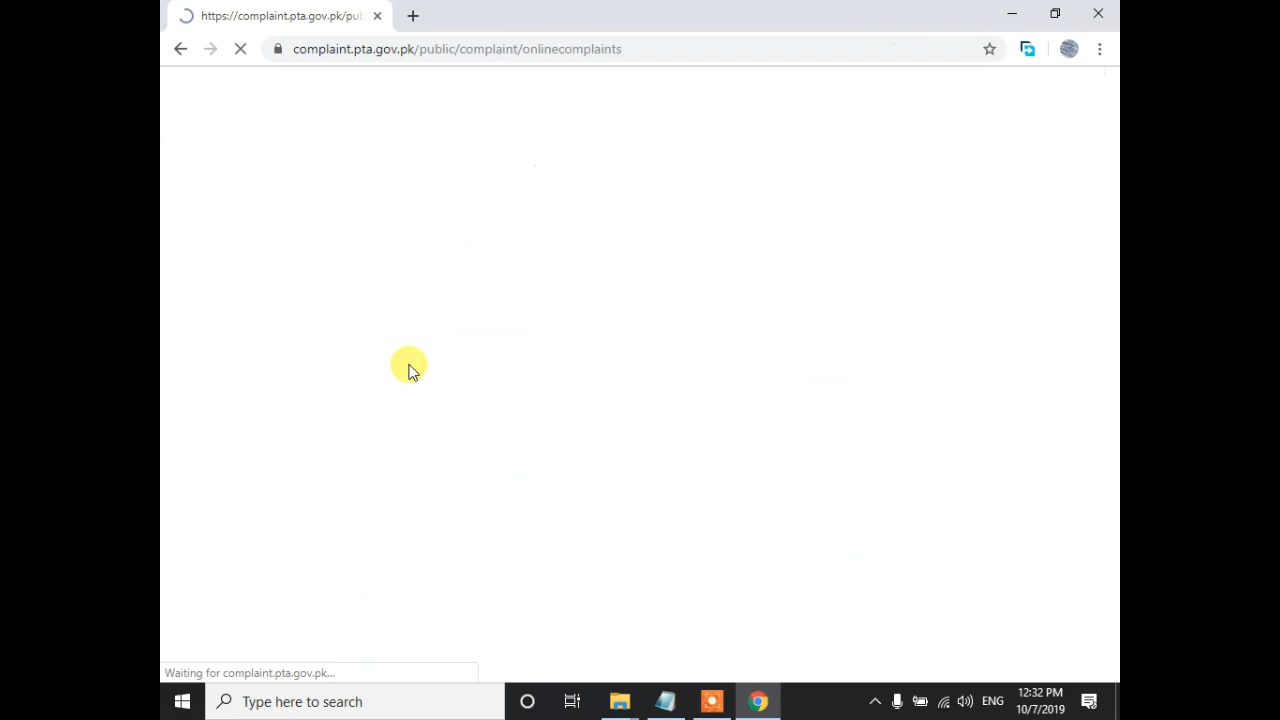 https://complaint.pta.gov.pk/pub
complaint.pta.gov.pk/public/complaint/onlinecomplaints
Waiting for complaint.pta.gov.pk...
Type here to search
ENG
12:32 PM
10/7/2019